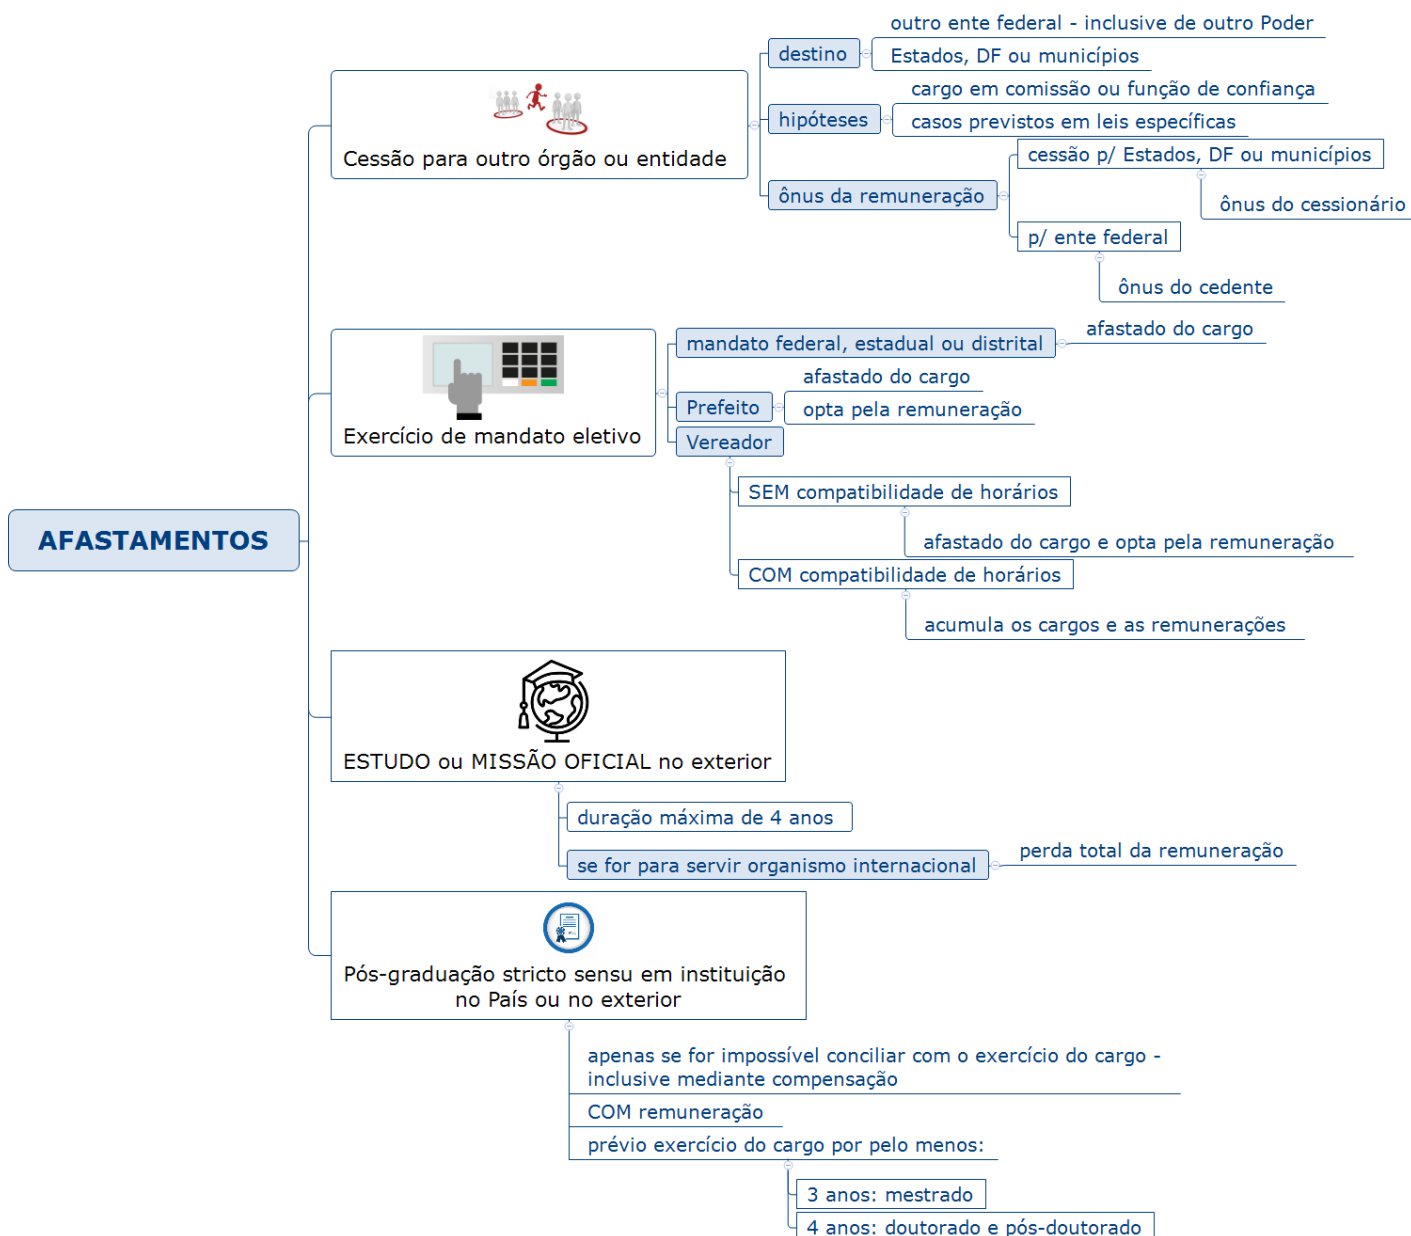 AFASTAMENTOS
Cessão para outro órgão ou entidade
destino
outro ente federal - inclusive de outro Poder
Estados, DF ou municípios
hipóteses
cargo em comissão ou função de confiança
casos previstos em leis específicas
ônus da remuneração
cessão p/ Estados, DF ou municípios
ônus do cessionário
p/ ente federal
ônus do cedente
Exercício de mandato eletivo
mandato federal, estadual ou distrital
afastado do cargo
Prefeito
afastado do cargo
opta pela remuneração
Vereador
SEM compatibilidade de horários
afastado do cargo e opta pela remuneração
COM compatibilidade de horários
acumula os cargos e as remunerações
ESTUDO ou MISSÃO OFICIAL no exterior
duração máxima de 4 anos
se for para servir organismo internacional
perda total da remuneração
Pós-graduação stricto sensu em instituição
no País ou no exterior
apenas se for impossível conciliar com o exercício do cargo -
inclusive mediante compensação
COM remuneração
prévio exercício do cargo por pelo menos:
3 anos: mestrado
4 anos: doutorado e pós-doutorado